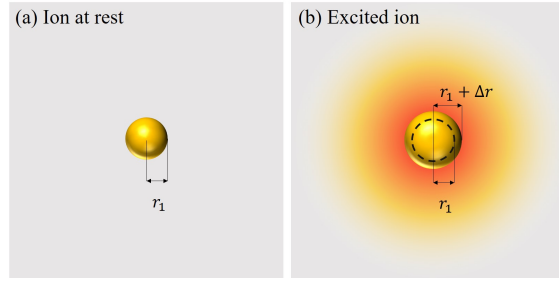 (a) Ion at rest
r₁
(b) Excited ion
r₁ + Δr
r₁